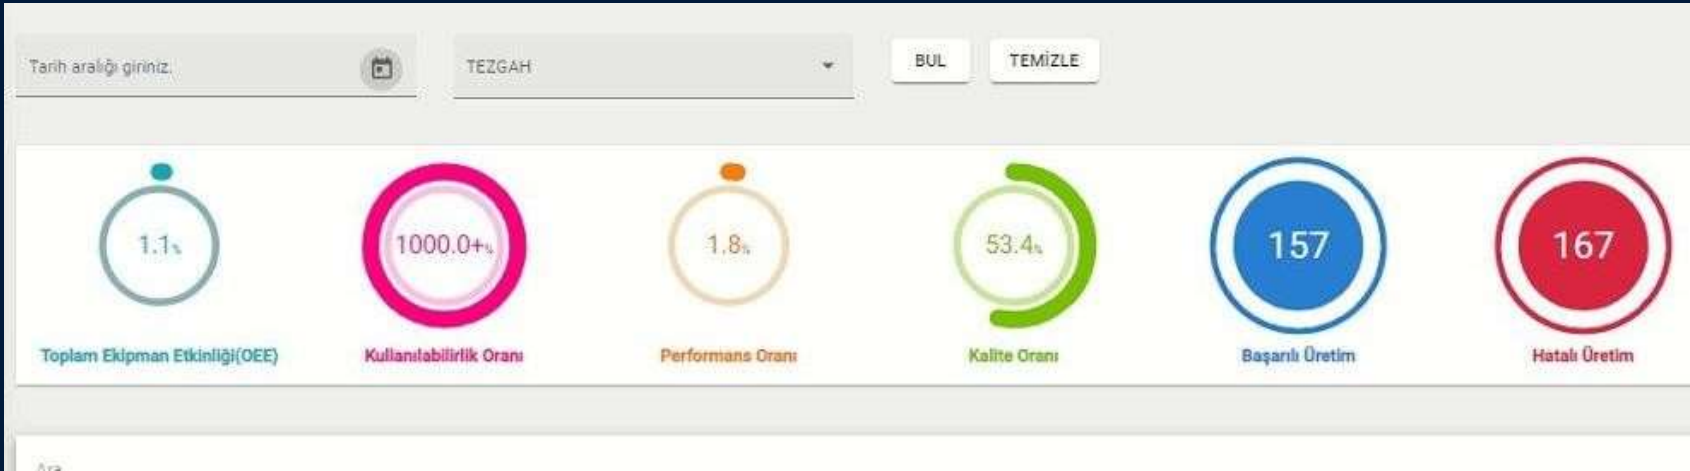 Tarih aralığı giriniz.
TEZGAH
BUL
TEMİZLE
1.1%
1000.0+%
1.8%
53.4%
157
167
Toplam Ekipman Etkinliği(OEE)
Kullanılabilirlik Oranı
Performans Oranı
Kalite Oranı
Başarılı Üretim
Hatalı Üretim
Ara